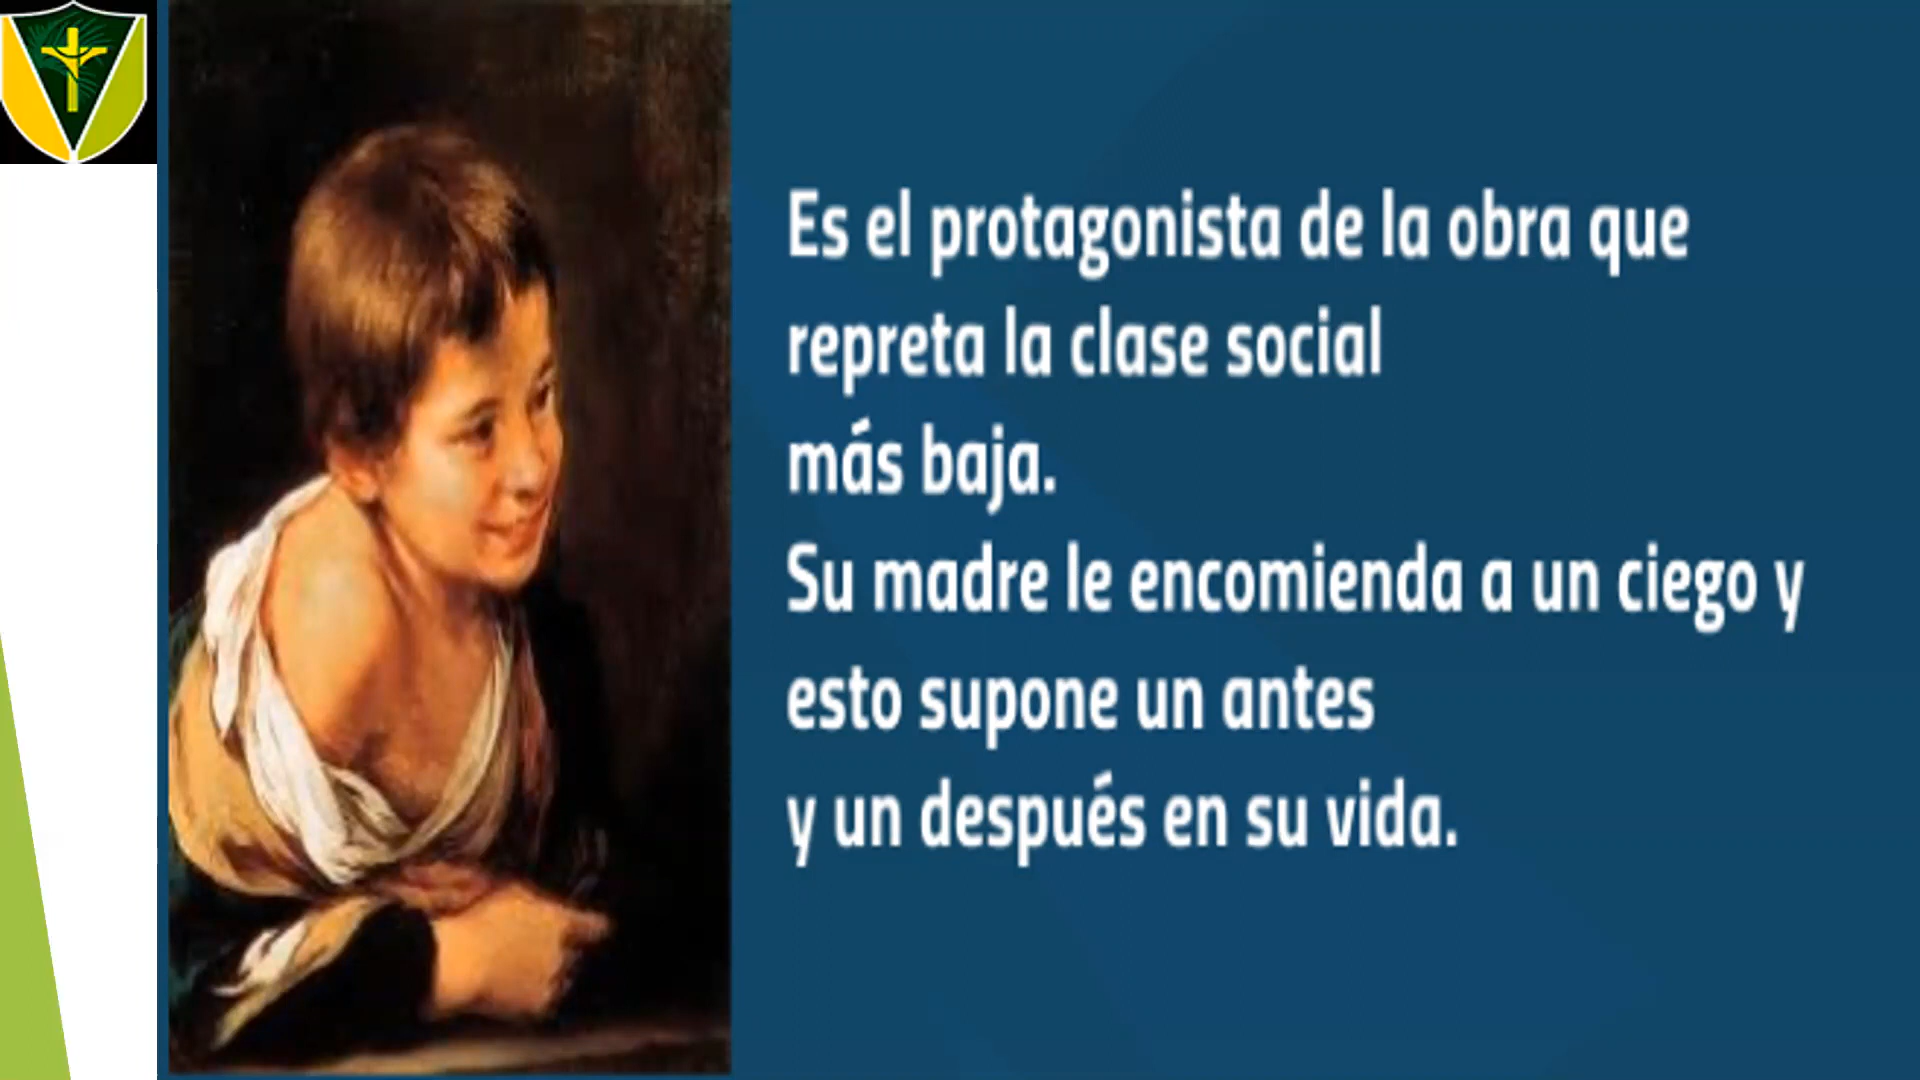 Es el protagonista de la obra que
repreta la clase social
más baja.
Su madre le encomienda a un ciego y
esto supone un antes
y un después en su vida.